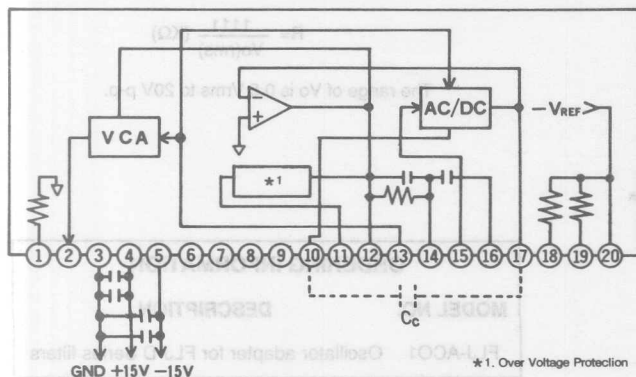 VCA
−
+
AC/DC
−VREF
*1
1 2 3 4 5 6 7 8 9 10 11 12 13 14 15 16 17 18 19 20
Cc
GND +15V −15V
*1. Over Voltage Protection
The range of Vo is 0.5Vrms to 20V p-p.
MODEL NO. DESCRIPTION
FLJ-ACO1 Oscillator adapter for FLJ-D series filters